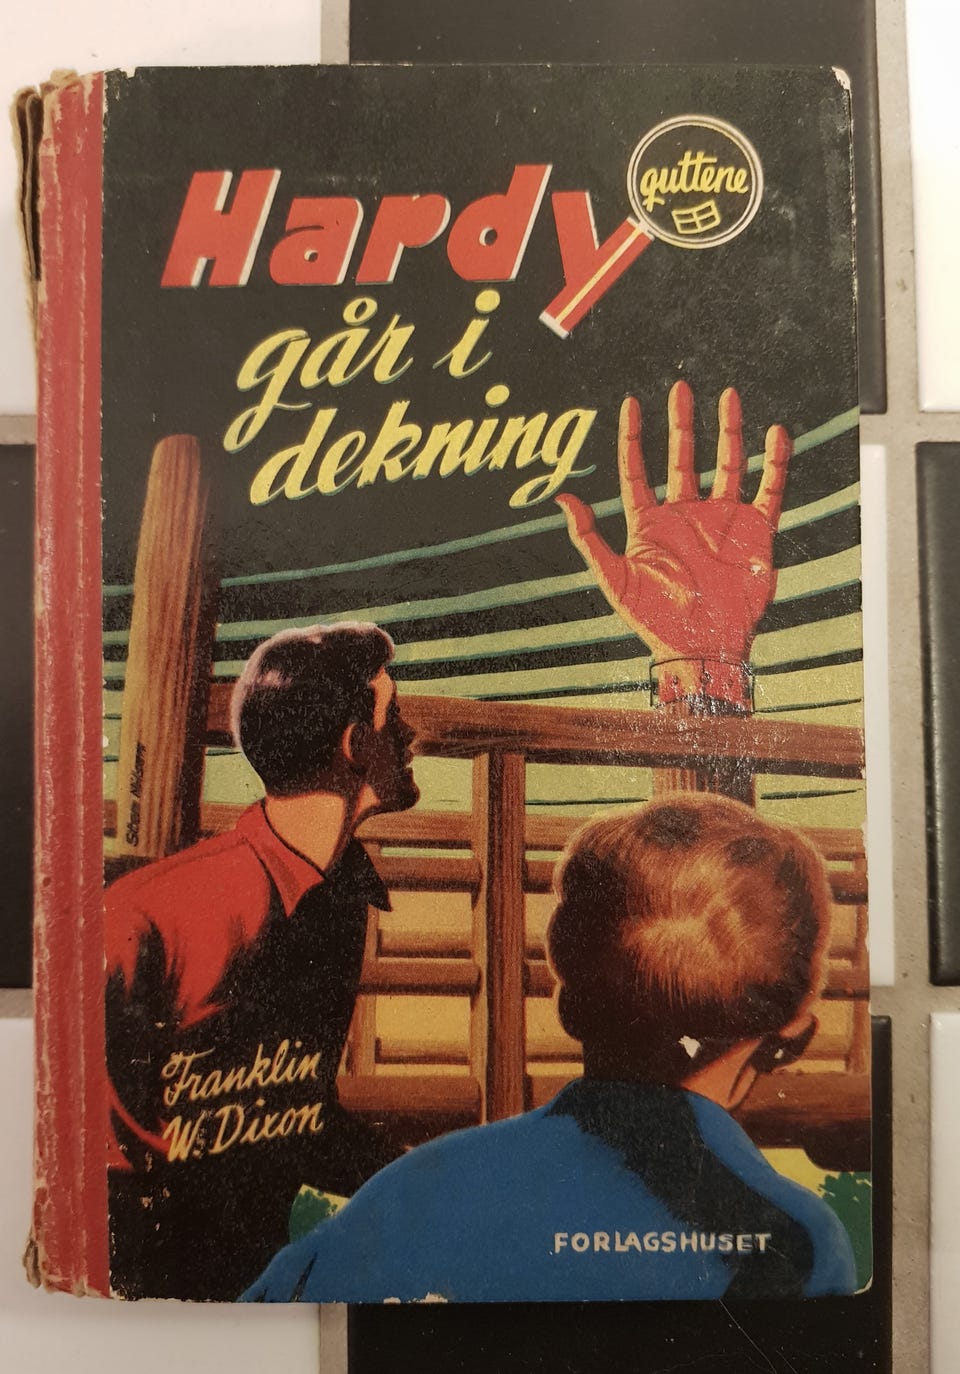 Hardy guttene
går i
dekning
Franklin
W. Dixon
FORLAGSHUSET